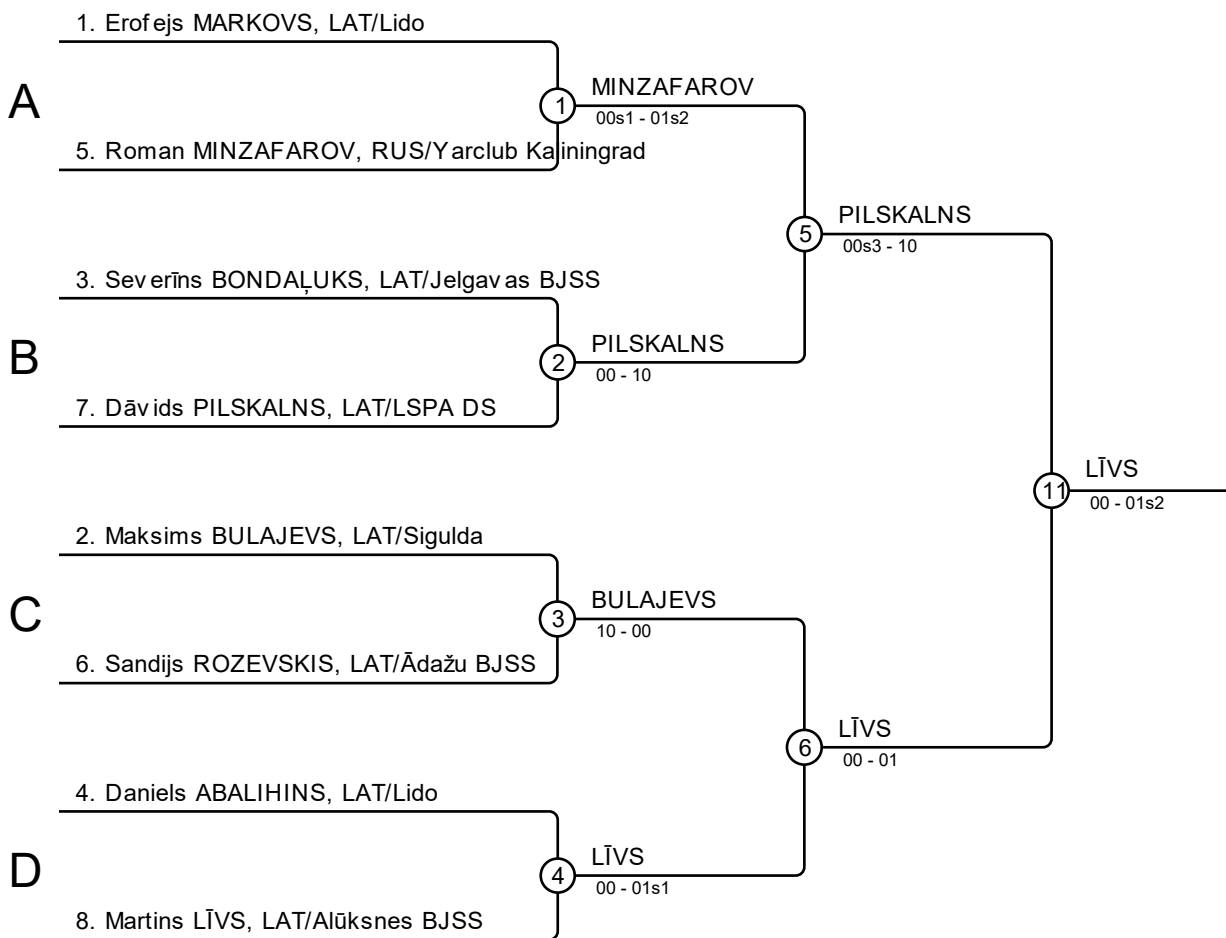 1. Erofejs MARKOVS, LAT/Lido
A
1
MINZAFAROV
00s1 - 01s2
5. Roman MINZAFAROV, RUS/Yarclub Kaliningrad
5
PILSKALNS
00s3 - 10
3. Severīns BONDAĻUKS, LAT/Jelgavas BJSS
B
2
PILSKALNS
00 - 10
7. Dāvids PILSKALNS, LAT/LSPA DS
11
LĪVS
00 - 01s2
2. Maksims BULAJEVS, LAT/Sigulda
C
3
BULAJEVS
10 - 00
6. Sandijs ROZEVSKIS, LAT/Ādažu BJSS
6
LĪVS
00 - 01
4. Daniels ABALIHINS, LAT/Lido
D
4
LĪVS
00 - 01s1
8. Martins LĪVS, LAT/Alūksnes BJSS